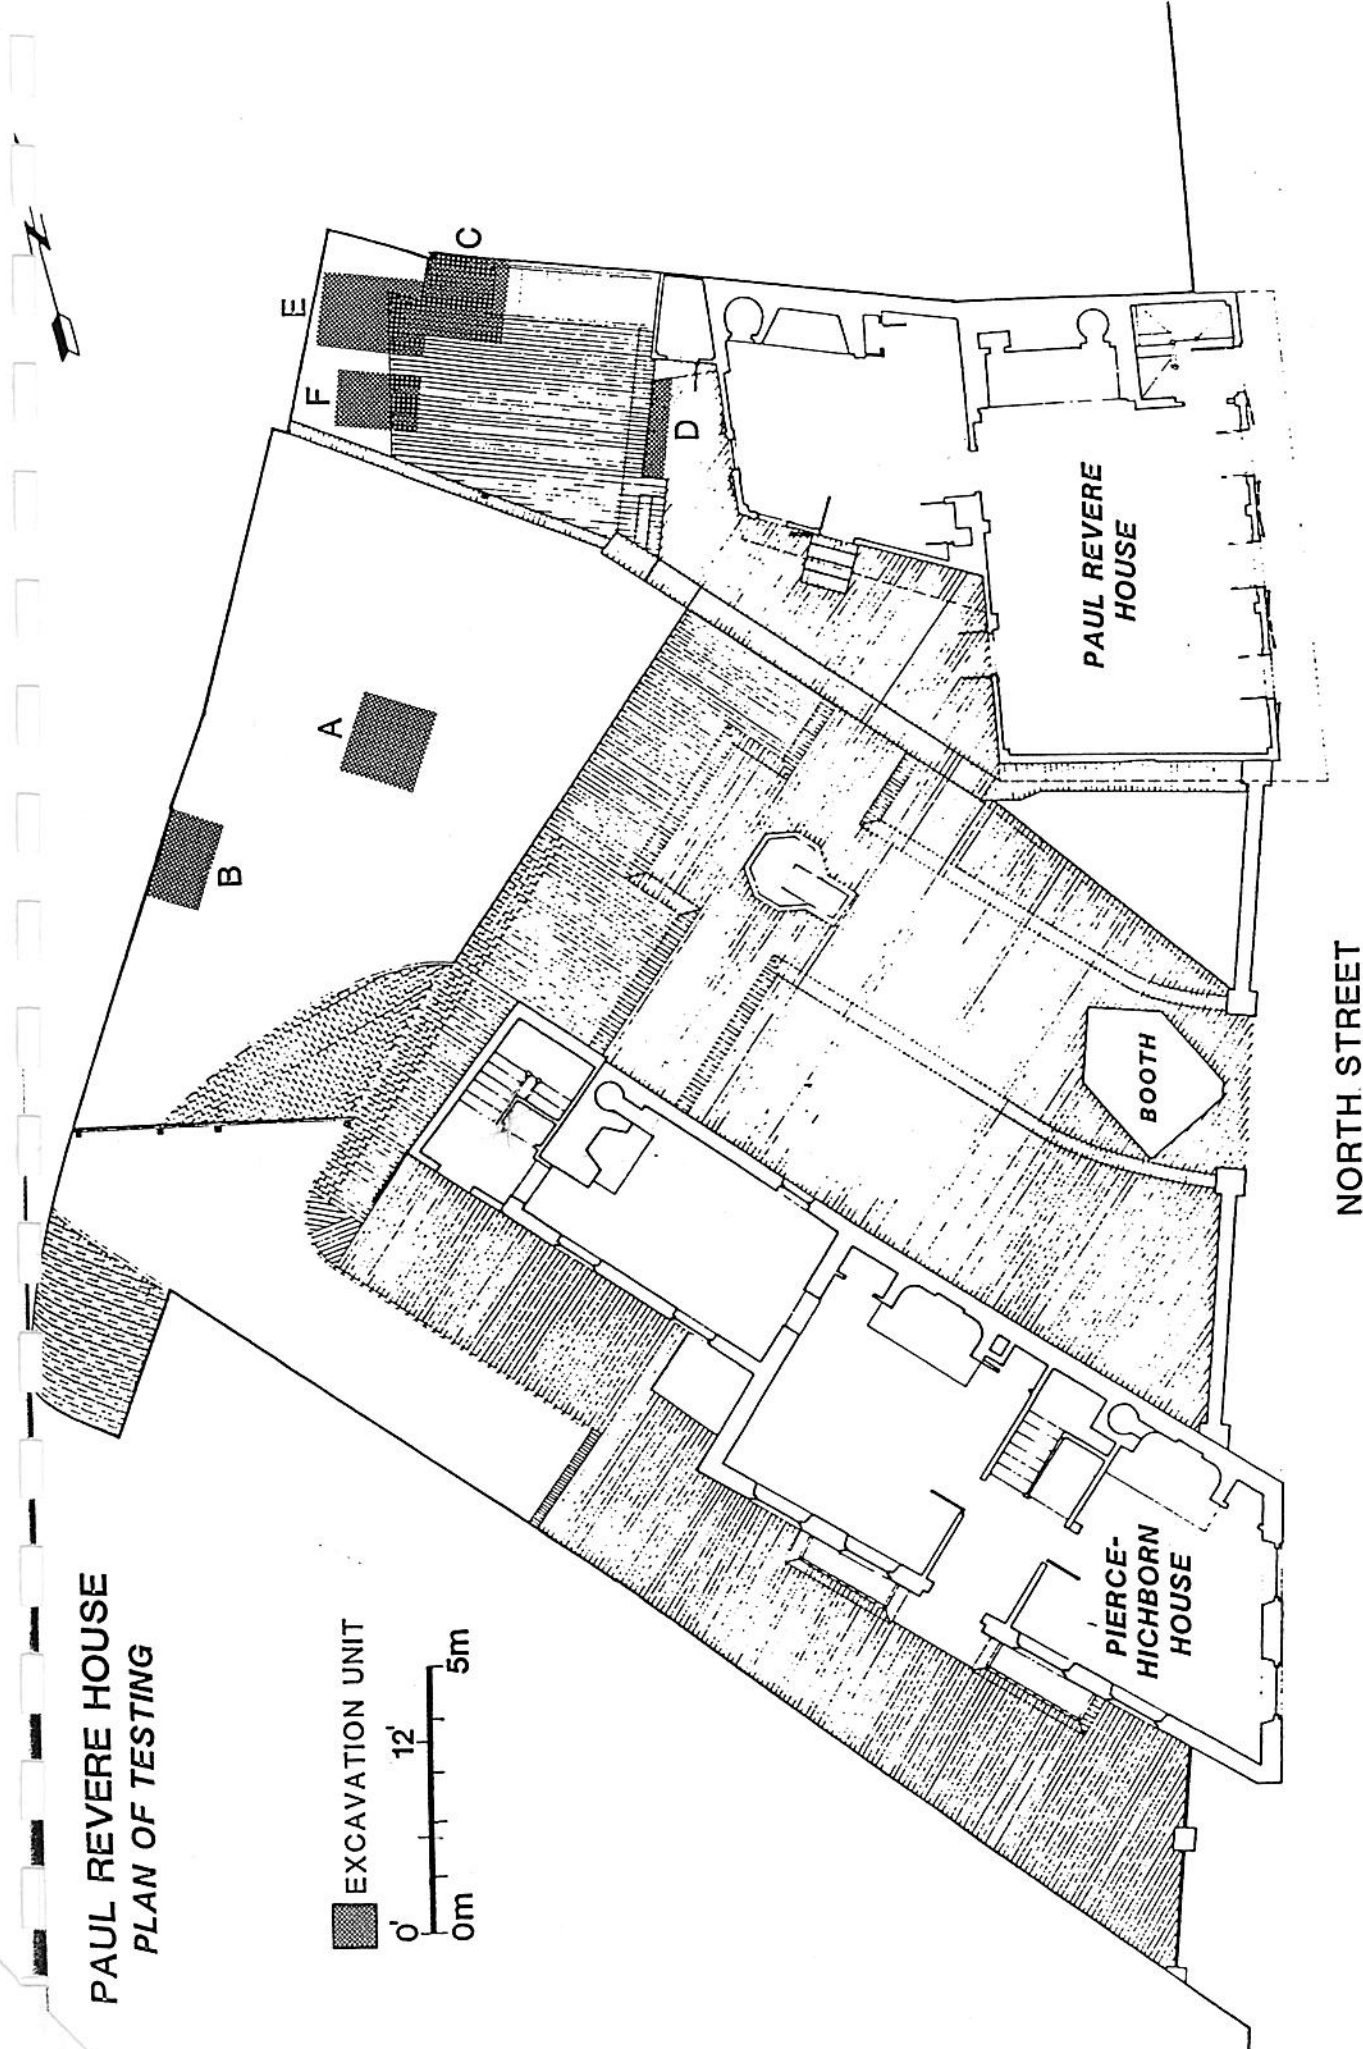 PAUL REVERE HOUSE
PLAN OF TESTING
EXCAVATION UNIT
0' 12'
0m 5m
B
A
F
E
C
D
PIERCE-
HICHBORN
HOUSE
BOOTH
PAUL REVERE
HOUSE
NORTH STREET